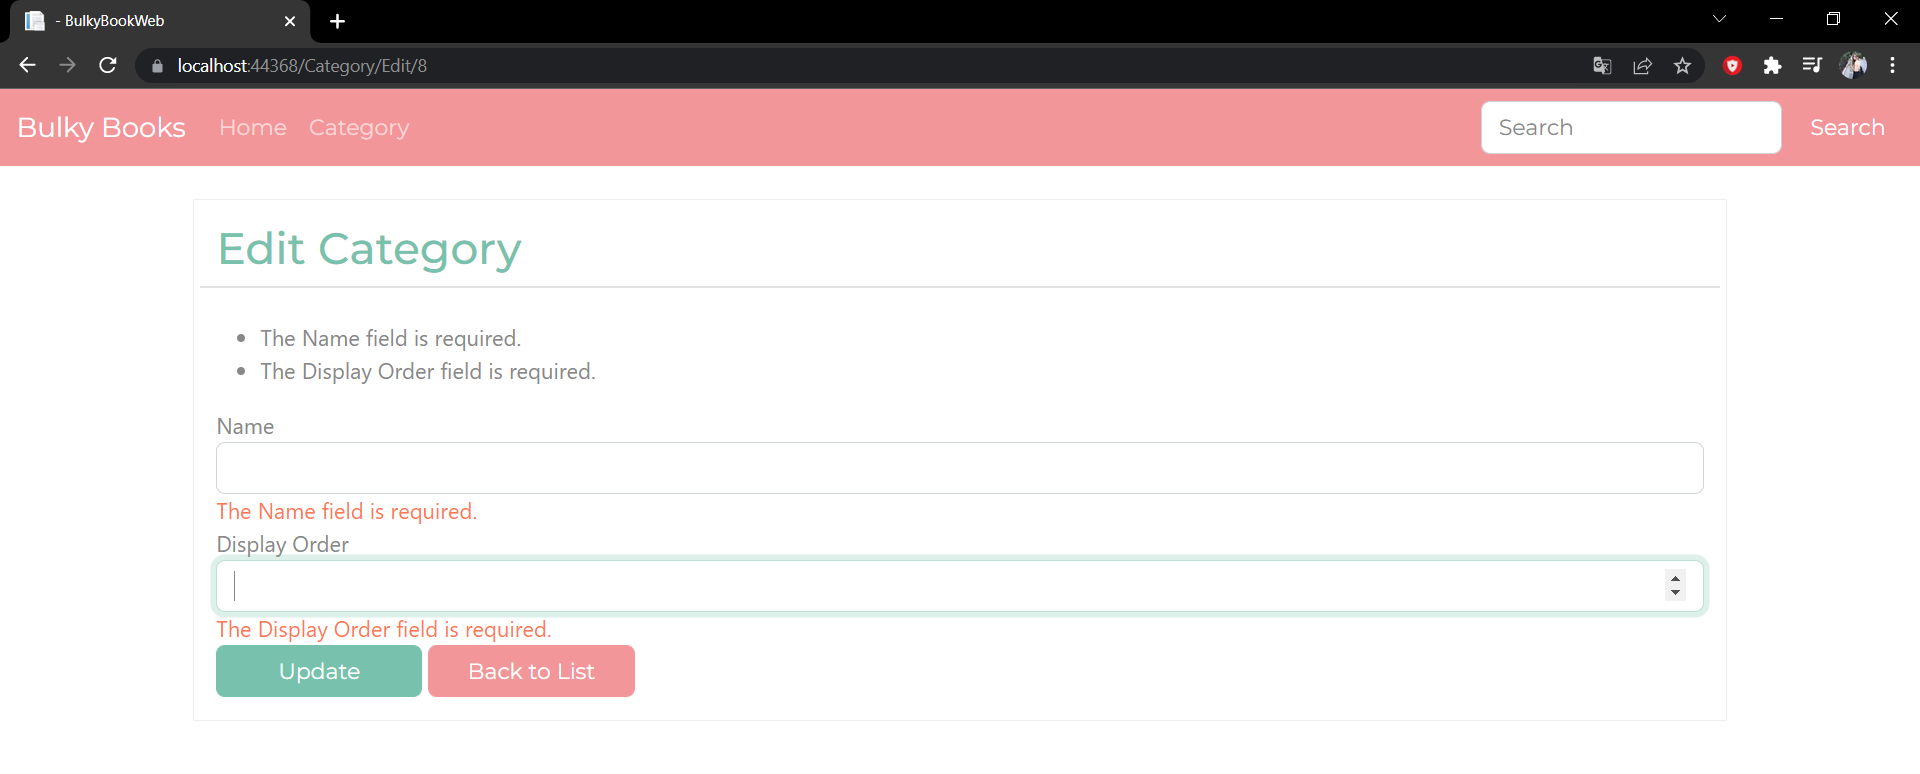 - BulkyBookWeb
localhost:44368/Category/Edit/8
Bulky Books Home Category Search Search
Edit Category
• The Name field is required.
• The Display Order field is required.
Name
The Name field is required.
Display Order
The Display Order field is required.
Update Back to List